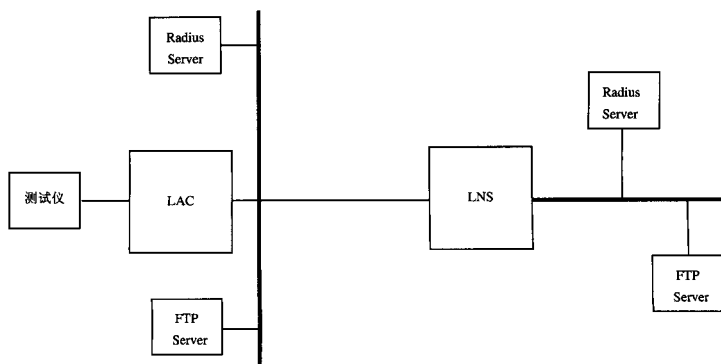 Radius
Server
Radius
Server
测试仪
LAC
LNS
FTP
Server
FTP
Server